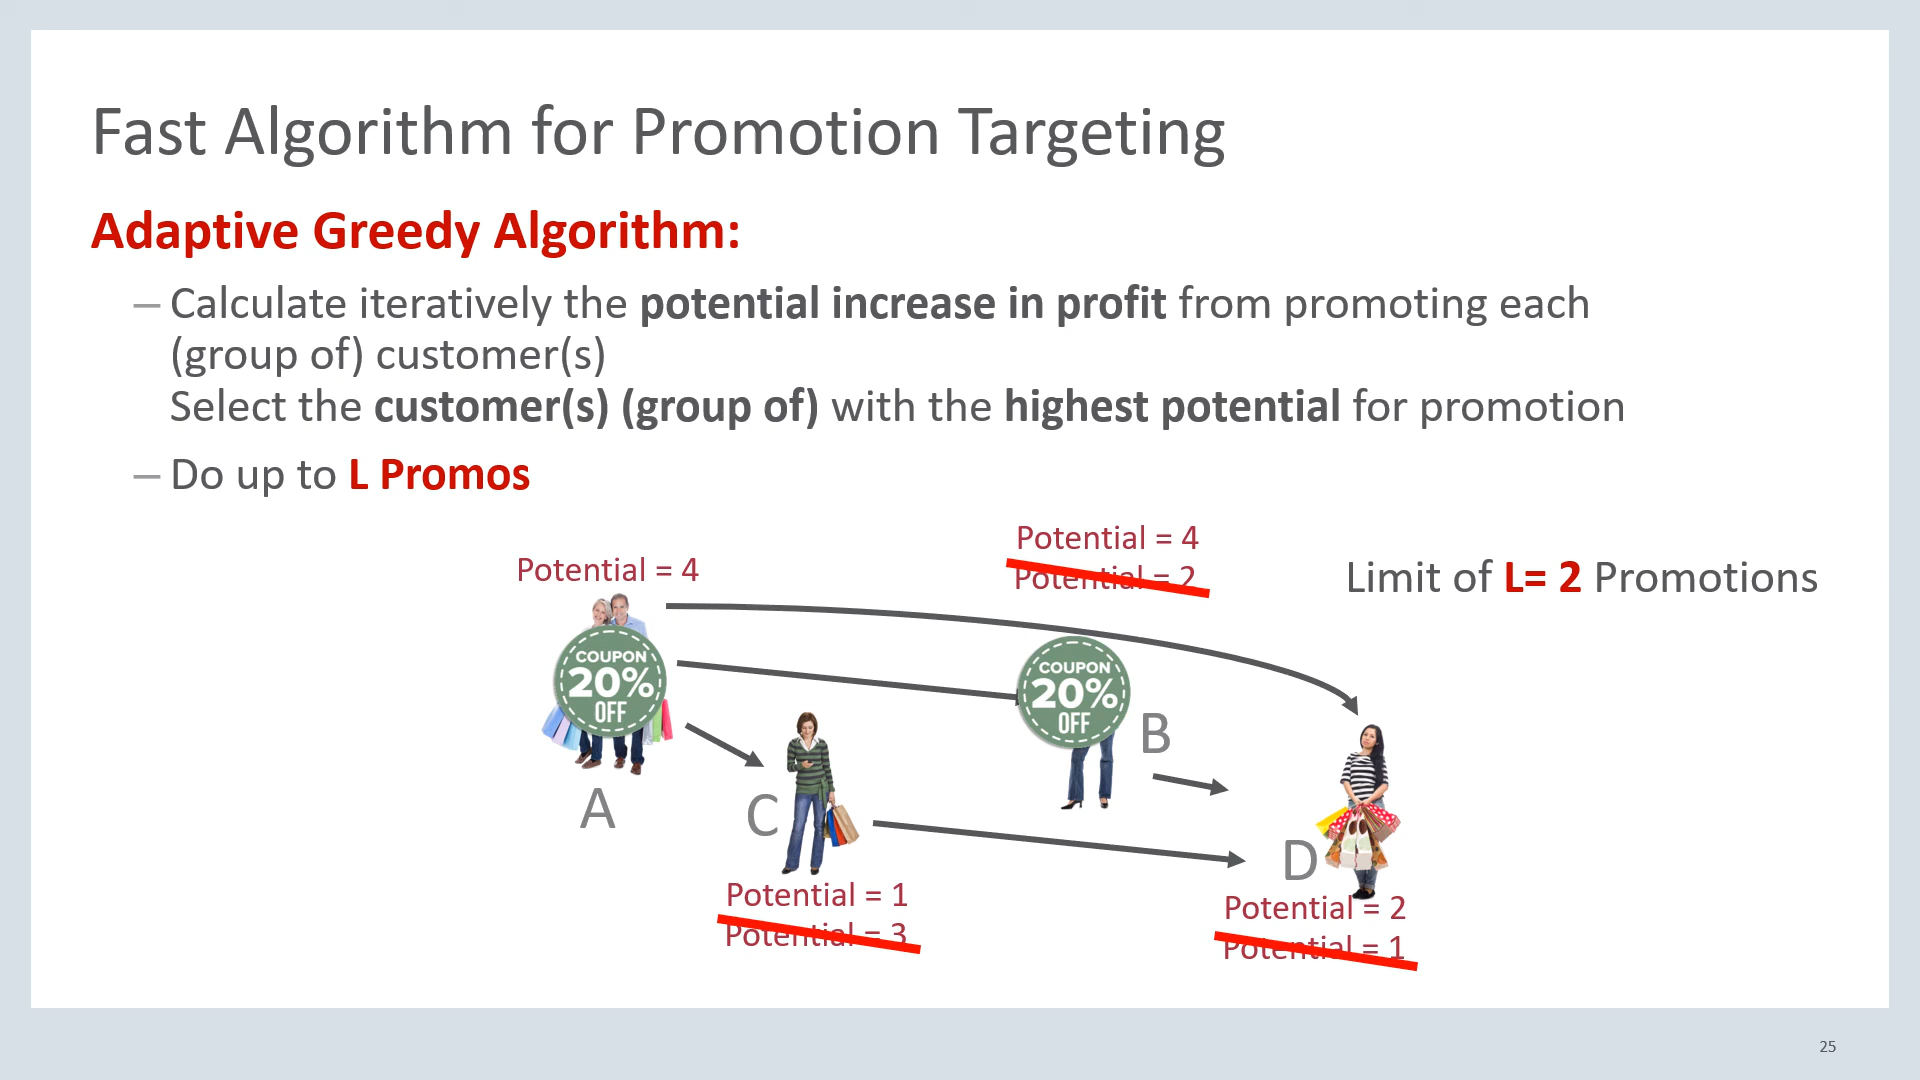 Fast Algorithm for Promotion Targeting
Adaptive Greedy Algorithm:
– Calculate iteratively the potential increase in profit from promoting each
(group of) customer(s)
Select the customer(s) (group of) with the highest potential for promotion
– Do up to L Promos
Potential = 4
Potential = 2
Limit of L= 2 Promotions
Potential = 4
COUPON
20%
OFF
COUPON
20%
OFF
B
A
C
D
Potential = 1
Potential = 3
Potential = 2
Potential = 1
25